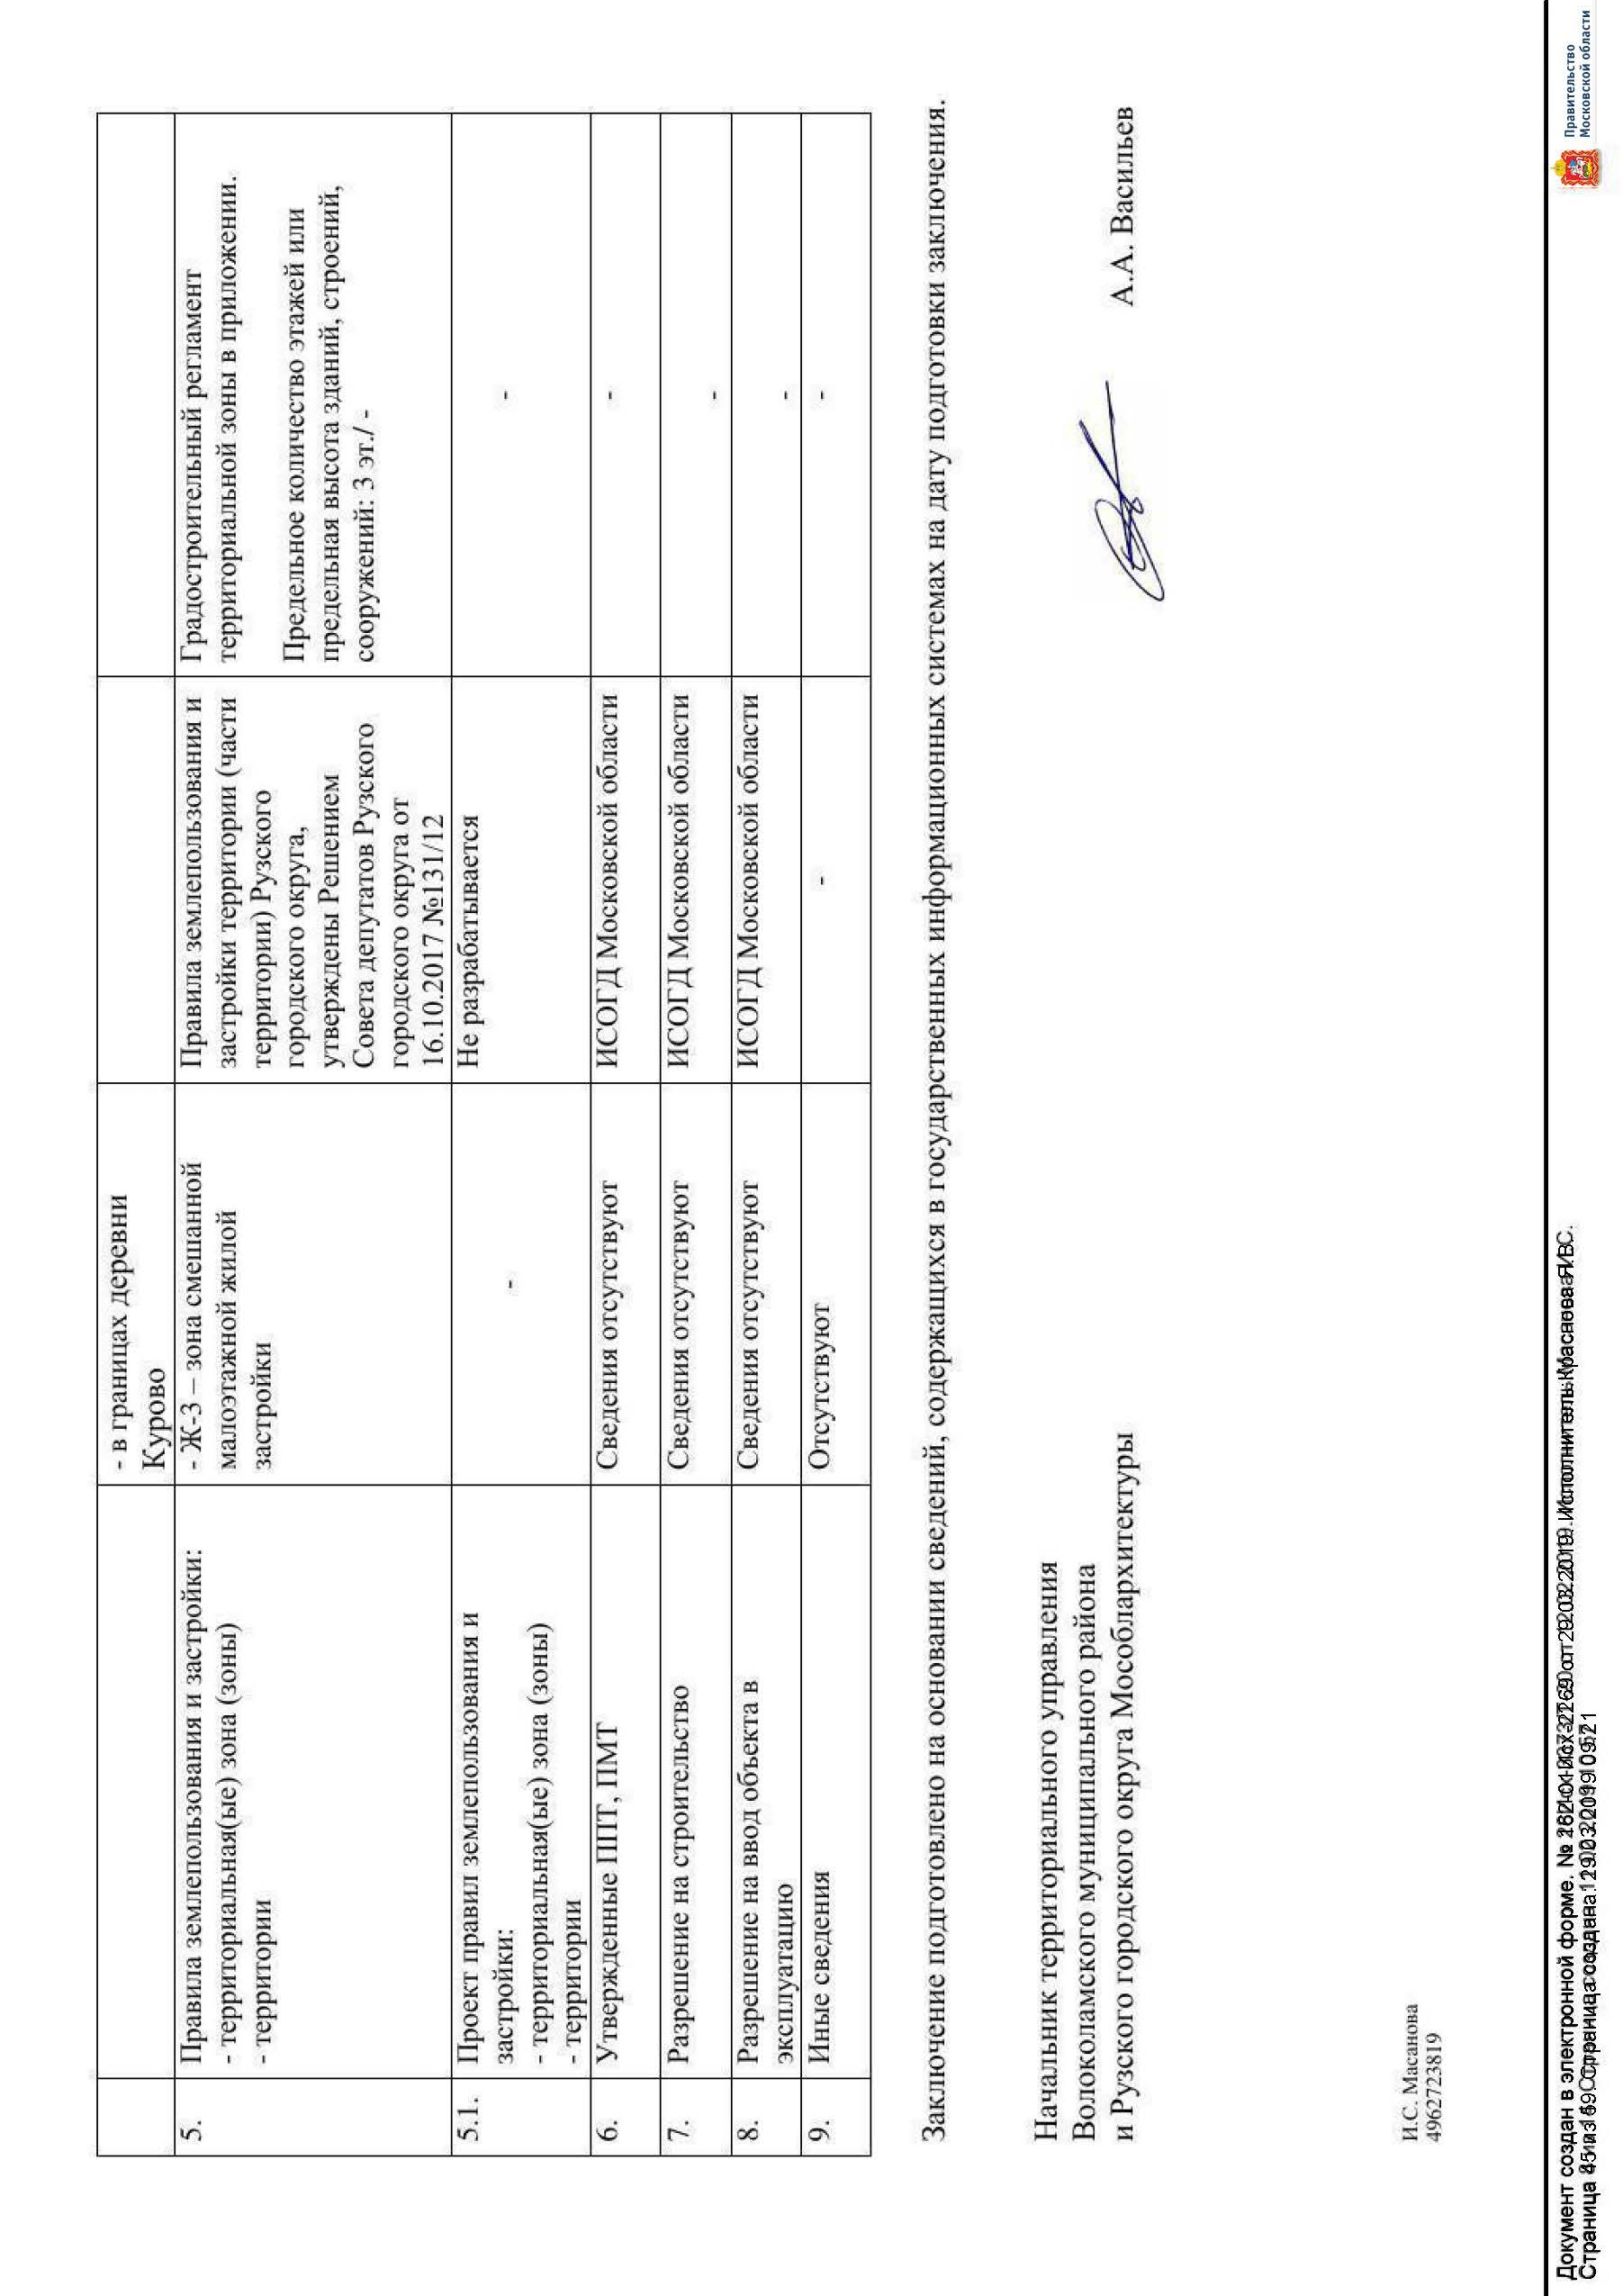 - в границах деревни
Курово
5.
Правила землепользования и застройки:
- территориальная(ые) зона (зоны)
- территории
- Ж-3 – зона смешанной
малоэтажной жилой
застройки
Правила землепользования и
застройки территории (части
территории) Рузского
городского округа,
утверждены Решением
Совета депутатов Рузского
городского округа от
16.10.2017 №131/12
Градостроительный регламент
территориальной зоны в приложении.
Предельное количество этажей или
предельная высота зданий, строений,
сооружений: 3 эт./ -
5.1.
Проект правил землепользования и
застройки:
- территориальная(ые) зона (зоны)
- территории
-
Не разрабатывается
-
6.
Утвержденные ППТ, ПМТ
Сведения отсутствуют
ИСОГД Московской области
-
7.
Разрешение на строительство
Сведения отсутствуют
ИСОГД Московской области
-
8.
Разрешение на ввод объекта в
эксплуатацию
Сведения отсутствуют
ИСОГД Московской области
-
9.
Иные сведения
Отсутствуют
-
-
Заключение подготовлено на основании сведений, содержащихся в государственных информационных системах на дату подготовки заключения.
Начальник территориального управления
Волоколамского муниципального района
и Рузского городского округа Мособлархитектуры
А.А. Васильев
И.С. Масанова
4962723819
Документ создан в электронной форме. №
Страница
Правительство
Московской области